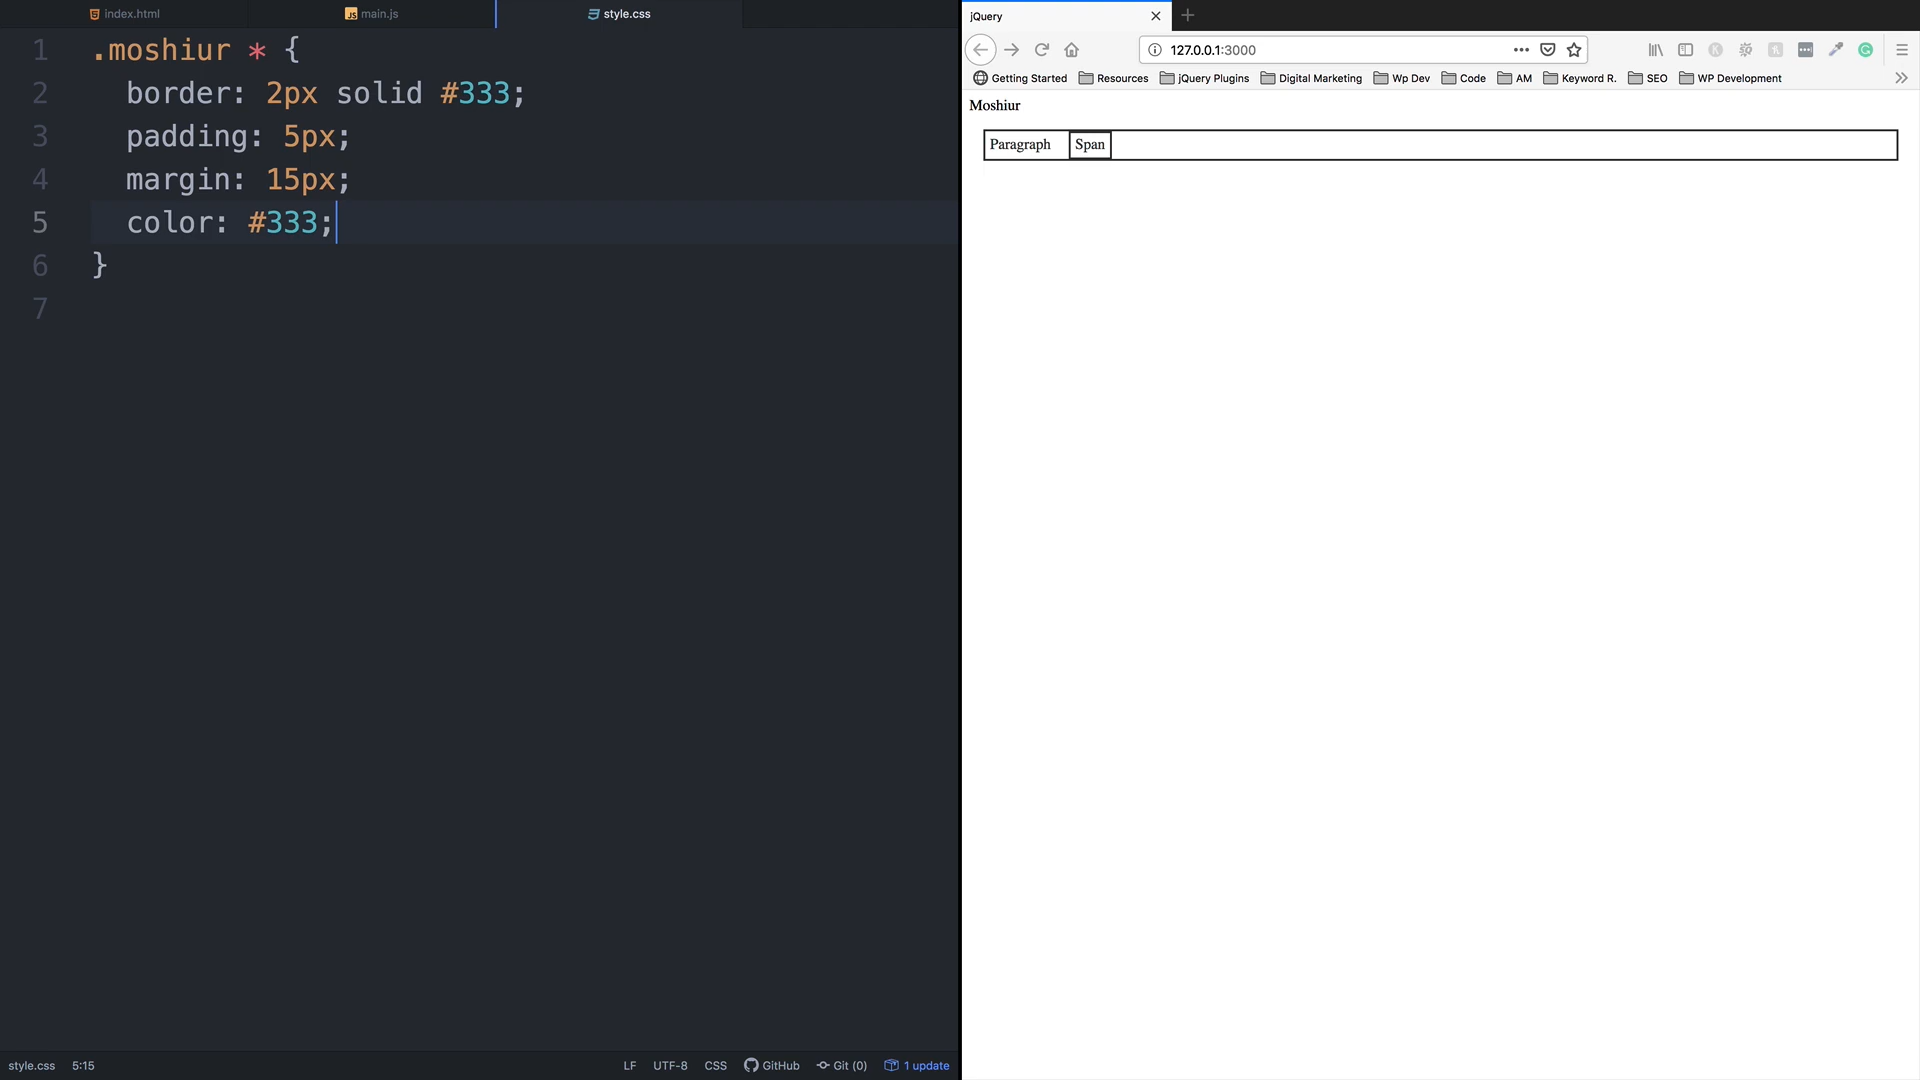 index.html
main.js
style.css
1 .moshiur * {
2 border: 2px solid #333;
3 padding: 5px;
4 margin: 15px;
5 color: #333;
6 }
7
style.css 5:15 LF UTF-8 CSS GitHub Git (0) 1 update
jQuery
127.0.0.1:3000
Getting Started Resources jQuery Plugins Digital Marketing Wp Dev Code AM Keyword R. SEO WP Development
Moshiur
Paragraph Span